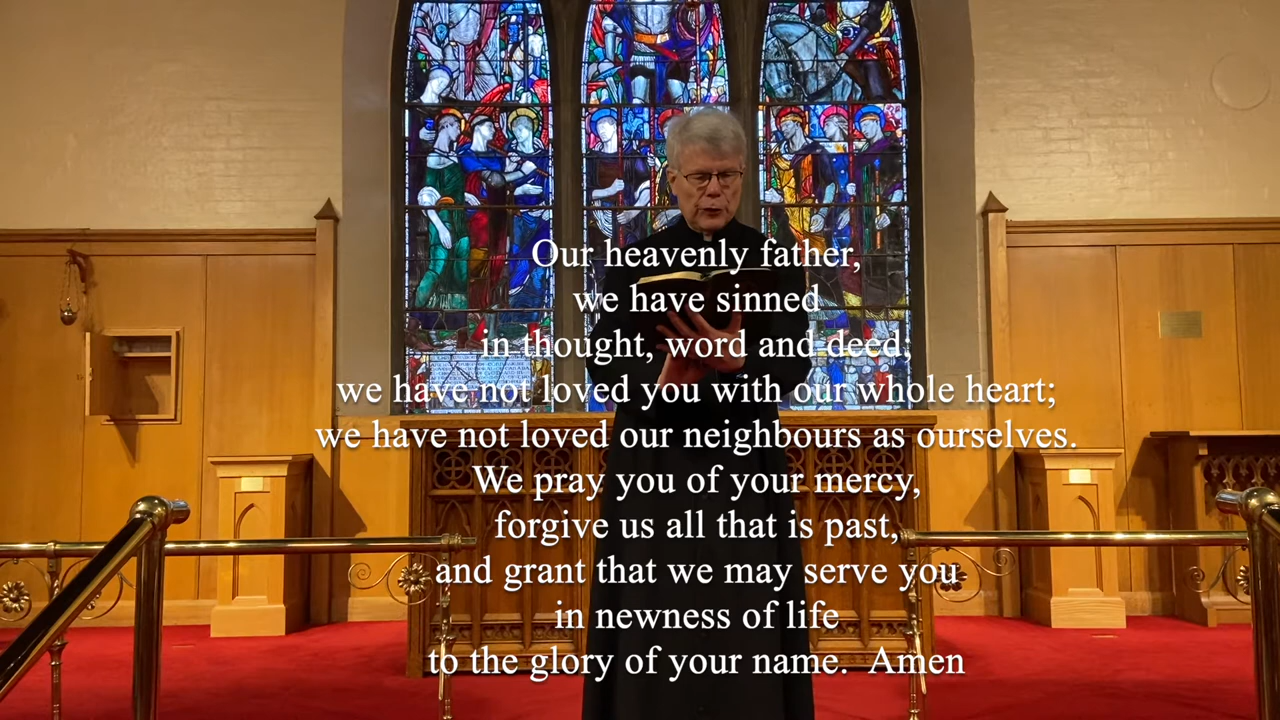 Our heavenly father,
we have sinned
in thought, word and deed,
we have not loved you with our whole heart;
we have not loved our neighbours as ourselves.
We pray you of your mercy,
forgive us all that is past,
and grant that we may serve you
in newness of life
to the glory of your name.  Amen